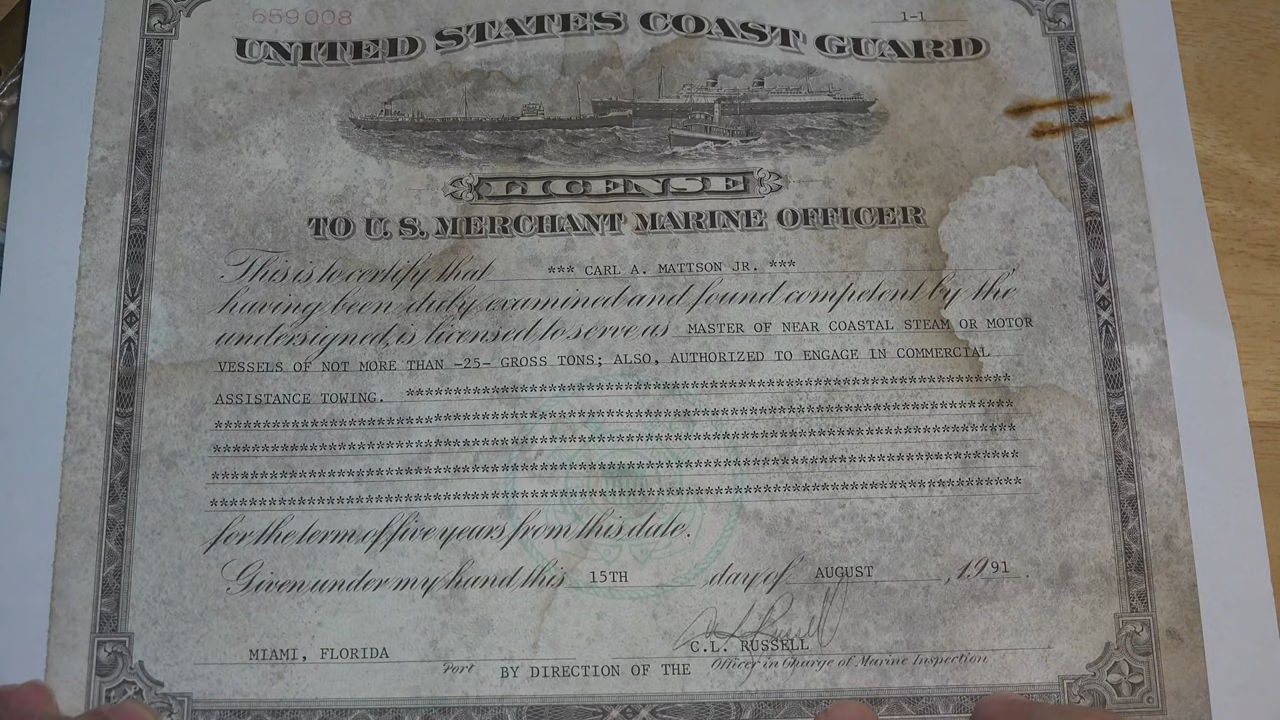 659008
1-1
UNITED STATES COAST GUARD
LICENSE
TO U. S. MERCHANT MARINE OFFICER
This is to certify that *** CARL A. MATTSON JR. ***
having been duly examined and found competent by the
undersigned, is licensed to serve as MASTER OF NEAR COASTAL STEAM OR MOTOR
VESSELS OF NOT MORE THAN -25- GROSS TONS; ALSO, AUTHORIZED TO ENGAGE IN COMMERCIAL
ASSISTANCE TOWING. ******************************************************************
****************************************************************************************
****************************************************************************************
****************************************************************************************
****************************************************************************************
for the term of five years from this date.
Given under my hand this 15TH day of AUGUST , 1991 .
C.L. RUSSELL
MIAMI, FLORIDA
Port BY DIRECTION OF THE Officer in Charge of Marine Inspection